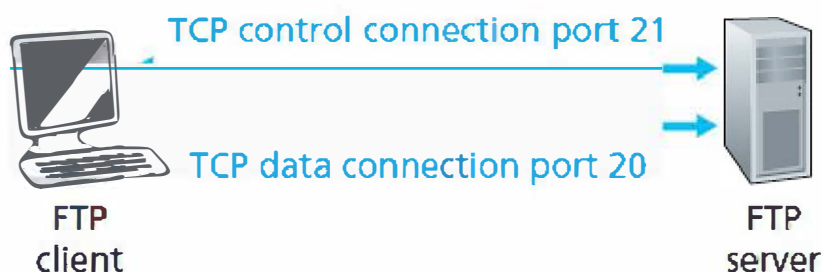 TCP control connection port 21
TCP data connection port 20
FTP
client
FTP
server